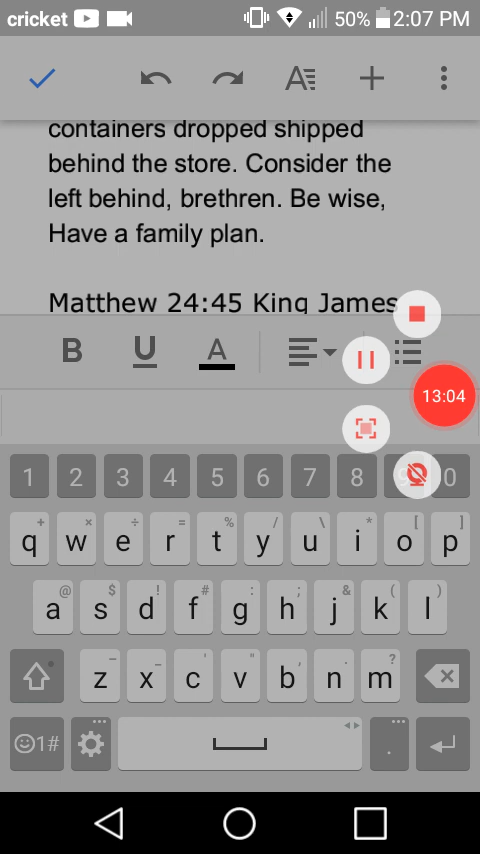 cricket 50% 2:07 PM
containers dropped shipped
behind the store. Consider the
left behind, brethren. Be wise,
Have a family plan.
Matthew 24:45 King James
B U A
13:04
1 2 3 4 5 6 7 8 9 0
q w e r t y u i o p
a s d f g h j k l
z x c v b n m
1# .